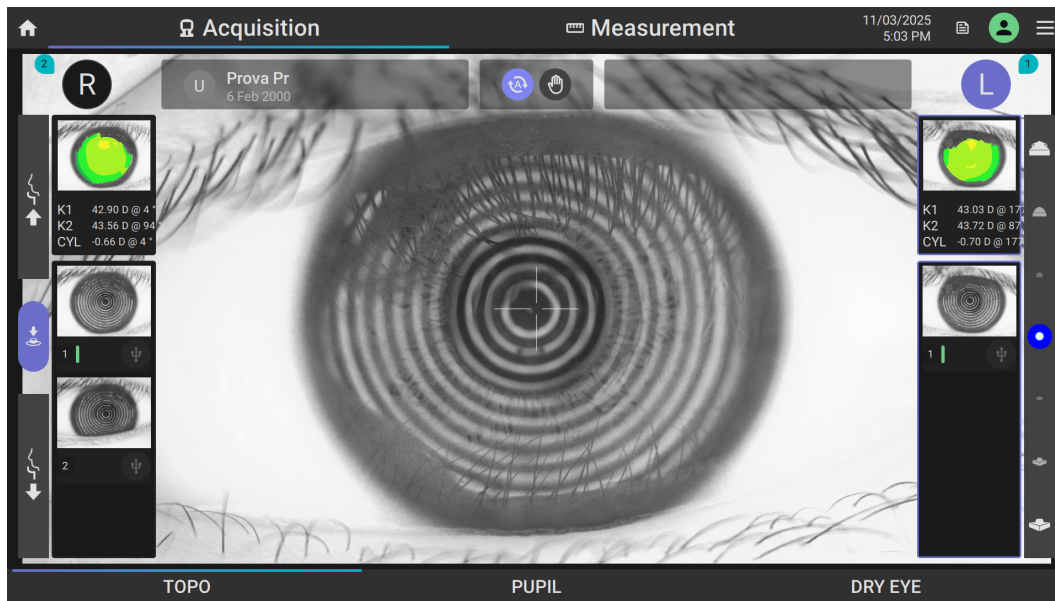 Acquisition
Measurement
11/03/2025
5:03 PM
2
R
U
Prova Pr
6 Feb 2000
A
L
1
K1 42.90 D @ 4 °
K2 43.56 D @ 94
CYL -0.66 D @ 4 °
1
2
K1 43.03 D @ 17
K2 43.72 D @ 87
CYL -0.70 D @ 177
1
TOPO
PUPIL
DRY EYE